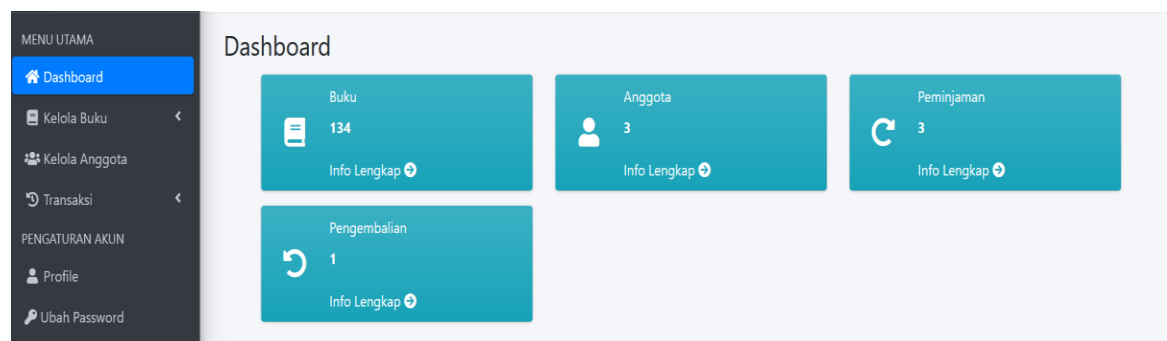 MENU UTAMA
Dashboard
Kelola Buku
Kelola Anggota
Transaksi
PENGATURAN AKUN
Profile
Ubah Password
Dashboard
Buku
134
Info Lengkap
Anggota
3
Info Lengkap
Peminjaman
3
Info Lengkap
Pengembalian
1
Info Lengkap